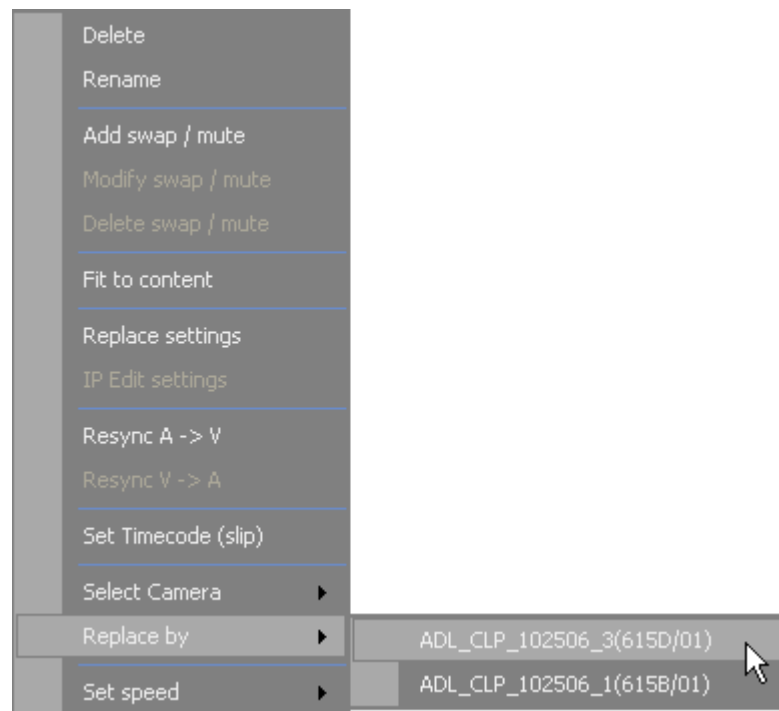 Delete
Rename
Add swap / mute
Modify swap / mute
Delete swap / mute
Fit to content
Replace settings
IP Edit settings
Resync A -> V
Resync V -> A
Set Timecode (slip)
Select Camera
Replace by
ADL_CLP_102506_3(615D/01)
Set speed
ADL_CLP_102506_1(615B/01)